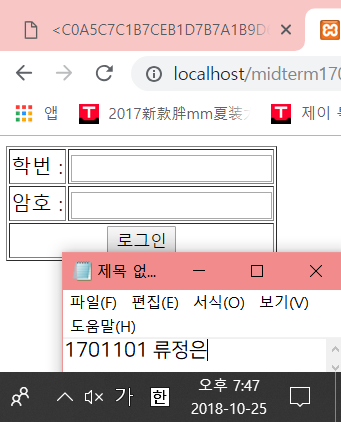 <C0A5C7C1B7CEB1D7B7A1B9D
localhost/midterm170
앱 2017新款胖mm夏装 제이
학번 :
암호 :
로그인
제목 없...
파일(F) 편집(E) 서식(O) 보기(V)
도움말(H)
1701101 류정은
가 한 오후 7:47
2018-10-25